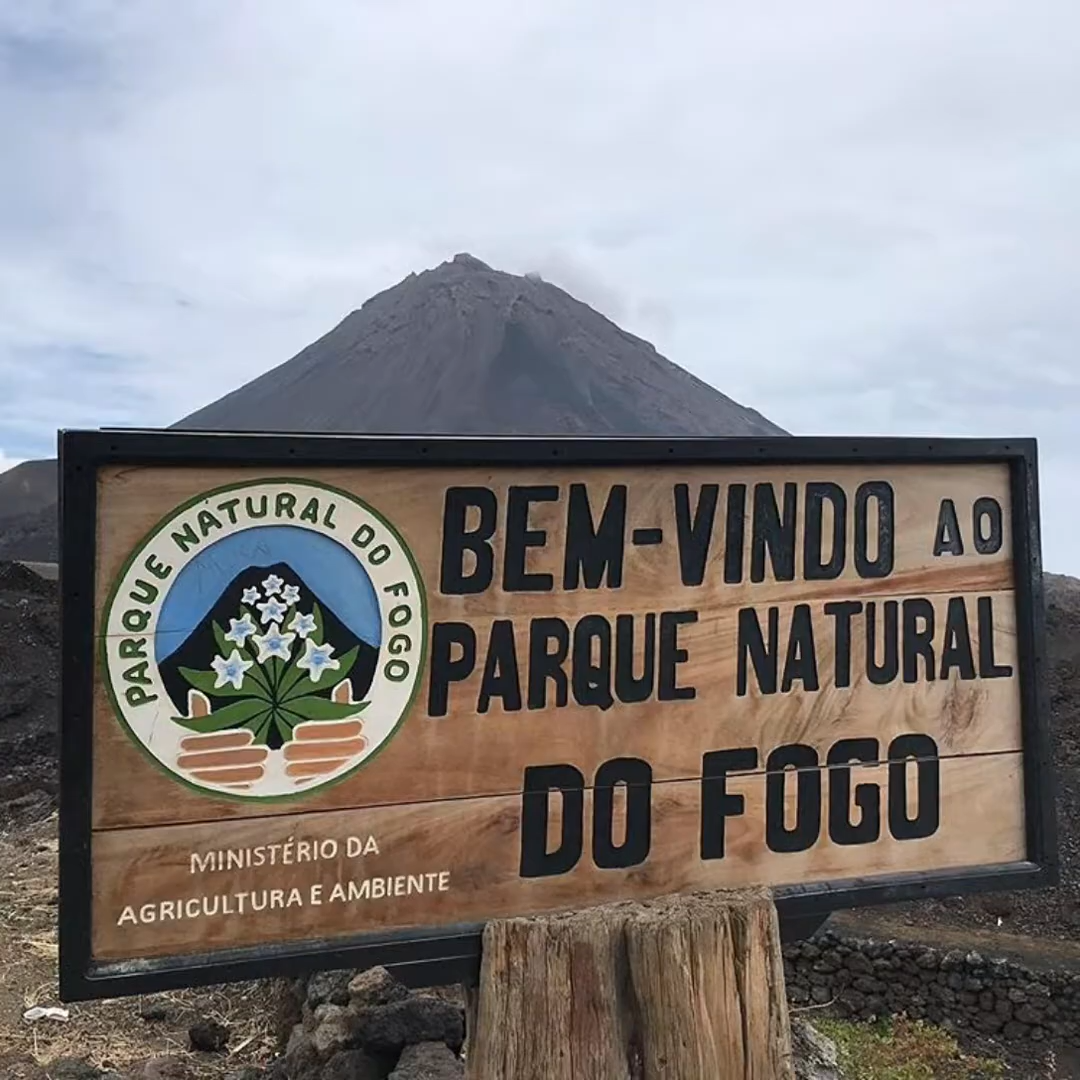 PARQUE NATURAL DO FOGO
MINISTÉRIO DA
AGRICULTURA E AMBIENTE
BEM-VINDO AO
PARQUE NATURAL
DO FOGO